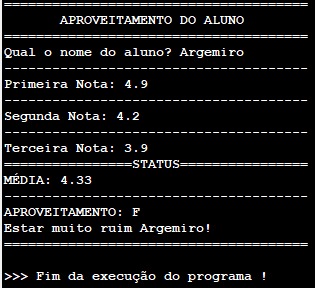 ======================================
APROVEITAMENTO DO ALUNO
======================================
Qual o nome do aluno? Argemiro
--------------------------------------
Primeira Nota: 4.9
--------------------------------------
Segunda Nota: 4.2
--------------------------------------
Terceira Nota: 3.9
================STATUS================
MÉDIA: 4.33
--------------------------------------
APROVEITAMENTO: F
Estar muito ruim Argemiro!
======================================
>>> Fim da execução do programa !